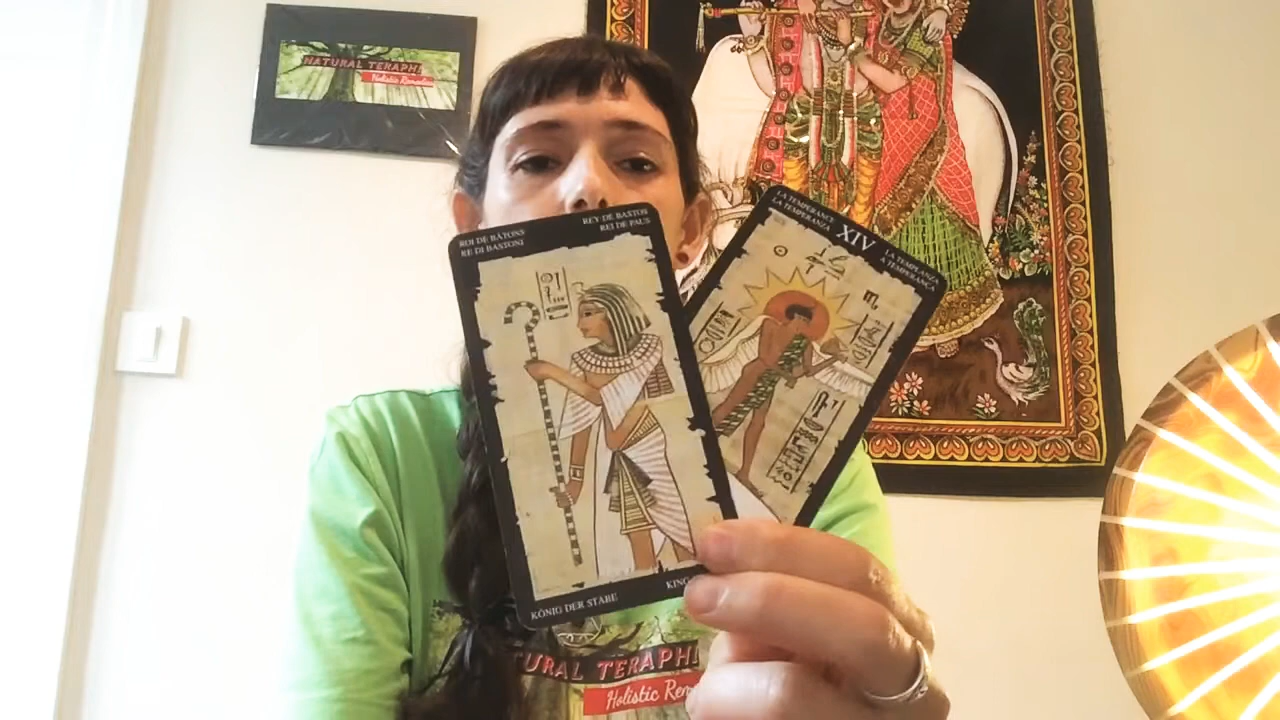 NATURAL TERAPHI
Holistic Remedies
ROI DE BÂTONS
RE DI BASTONI
REY DE BASTOS
REI DE PAUS
KÖNIG DER STÄBE
KING
LA TEMPERANCE
LA TEMPERANZA
XIV
LA TEMPLANZA
A TEMPERANÇA
TURAL TERAPHI
Holistic Rem